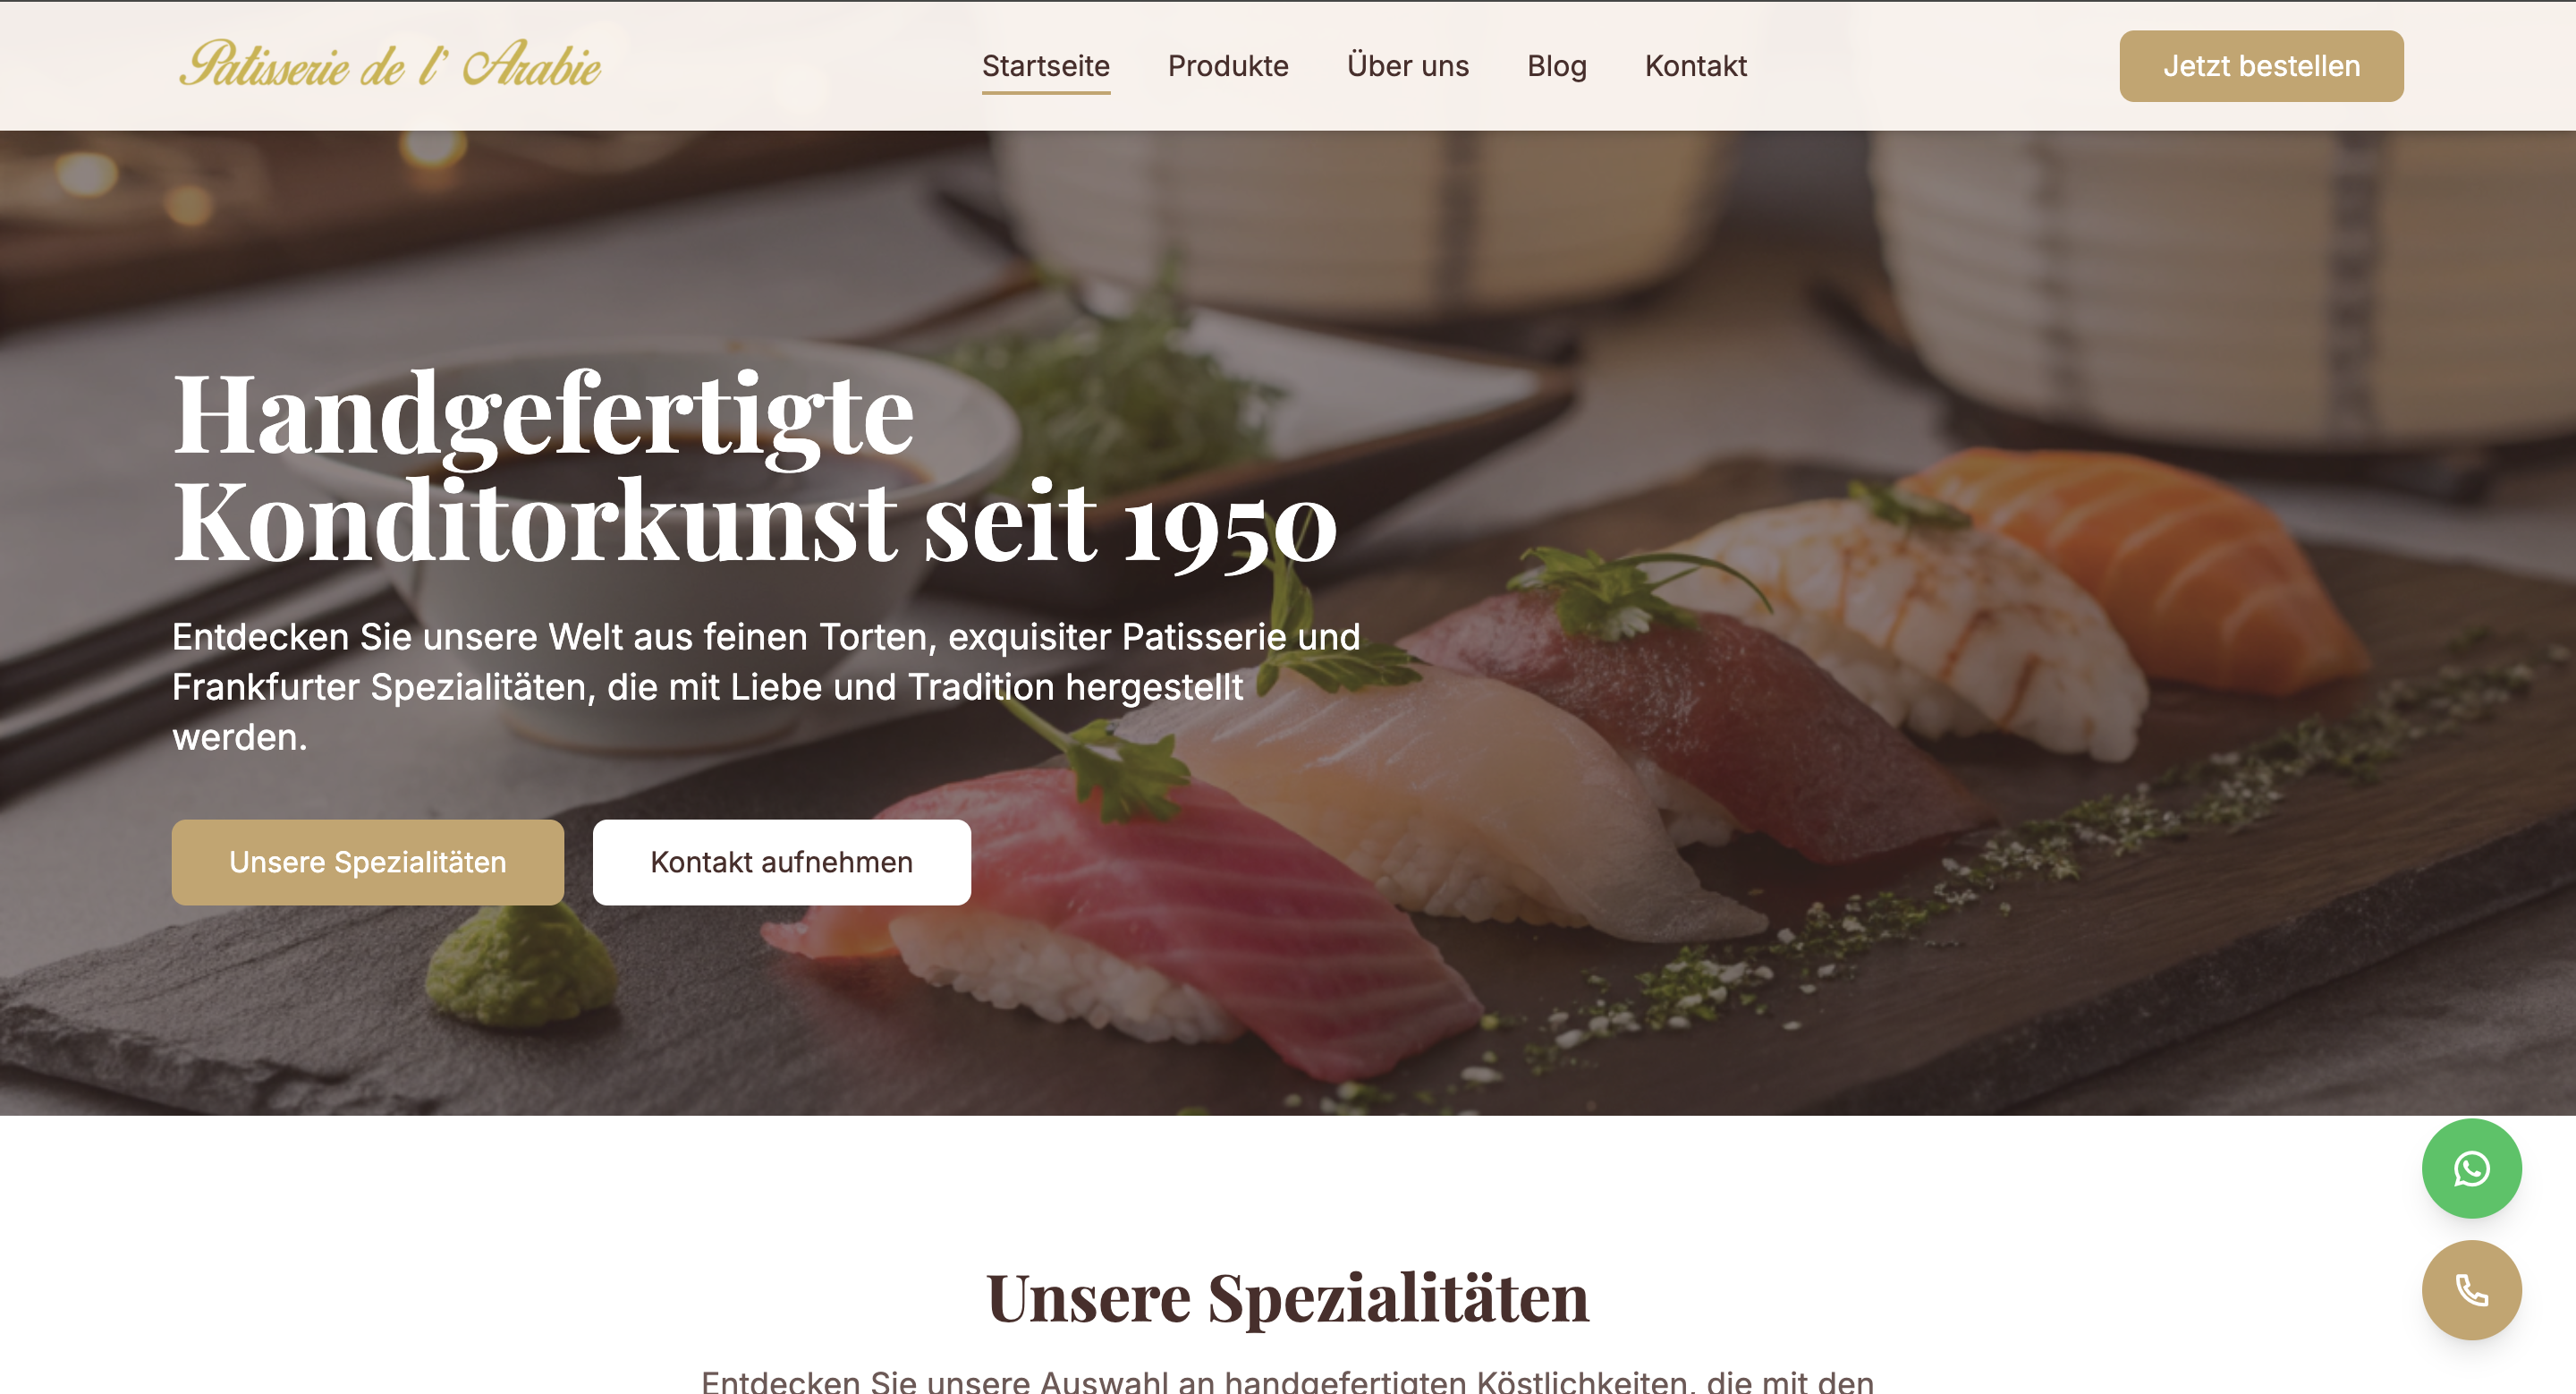 Patisserie de l' Arabie
Startseite
Produkte
Über uns
Blog
Kontakt
Jetzt bestellen
Handgefertigte
Konditorkunst seit 1950
Entdecken Sie unsere Welt aus feinen Torten, exquisiter Patisserie und
Frankfurter Spezialitäten, die mit Liebe und Tradition hergestellt
werden.
Unsere Spezialitäten
Kontakt aufnehmen
Unsere Spezialitäten
Entdecken Sie unsere Auswahl an handgefertigten Köstlichkeiten, die mit den